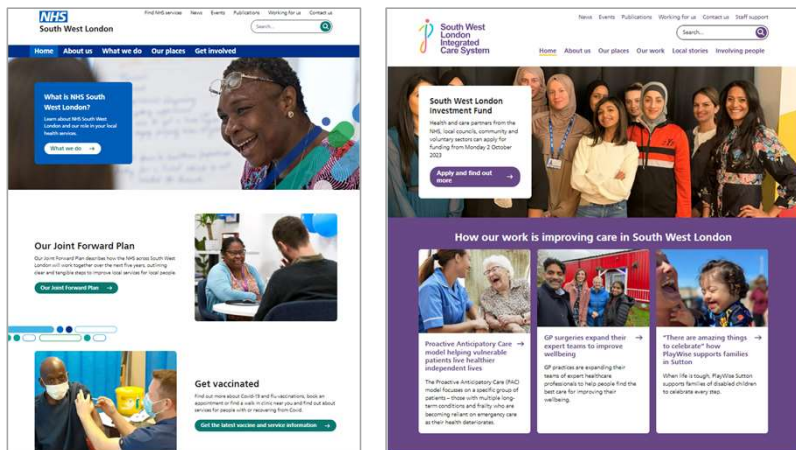 NHS
South West London
Find NHS services News Events Publications Working for us Contact us
Search...
Home About us What we do Our places Get involved
What is NHS South
West London?
Learn about NHS South West
London and our role in your local
health services.
What we do →
Our Joint Forward Plan
Our Joint Forward Plan describes how the NHS across South West
London will work together over the next five years, outlining
clear and tangible steps to improve local services for local people.
Our Joint Forward Plan →
Get vaccinated
Find out more about Covid-19 and flu vaccinations, book an
appointment or find a walk in clinic near you and find out about
services for people with or recovering from Covid.
Get the latest vaccine and service information →
South West
London
Integrated
Care System
News Events Publications Working for us Contact us Staff support
Search...
Home About us Our places Our work Local stories Involving people
South West London
Investment Fund
Health and care partners from the
NHS, local councils, community and
voluntary sectors can apply for
funding from Monday 2 October
2023
Apply and find out
more →
How our work is improving care in South West London
Proactive Anticipatory Care →
model helping vulnerable
patients live healthier
independent lives
The Proactive Anticipatory Care (PAC)
model focusses on a specific group of
patients – those with multiple long-
term conditions and frailty who are
becoming reliant on emergency care
as their health deteriorates.
GP surgeries expand their →
expert teams to improve
wellbeing
GP practices are expanding their
teams of expert healthcare
professionals to help people find the
best care for improving their
wellbeing.
"There are amazing things →
to celebrate" how
PlayWise supports families
in Sutton
When life is tough, PlayWise Sutton
supports families of disabled children
to celebrate every step.